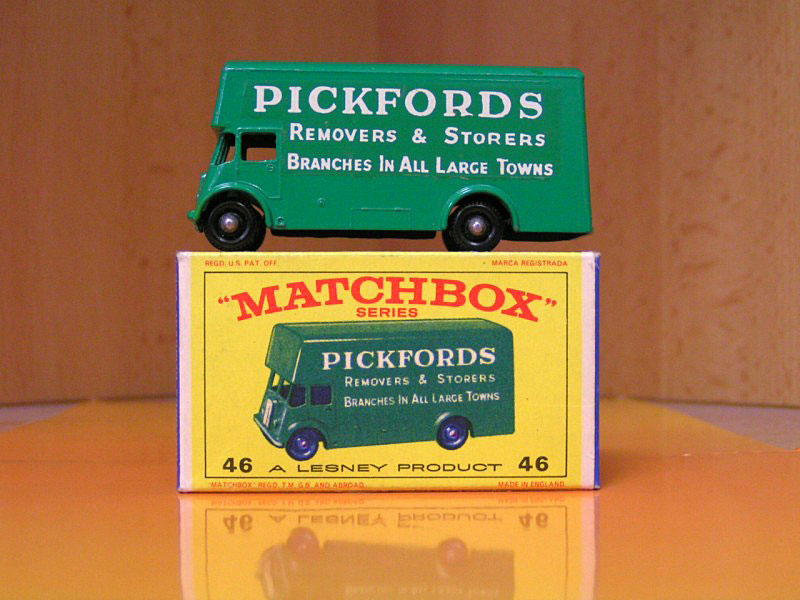 PICKFORDS
REMOVERS & STORERS
BRANCHES IN ALL LARGE TOWNS
REGD. U.S. PAT. OFF. MARCA REGISTRADA
"MATCHBOX"
SERIES
PICKFORDS
REMOVERS & STORERS
BRANCHES IN ALL LARGE TOWNS
46 A LESNEY PRODUCT 46
"MATCHBOX" REGD. T.M. G.B. AND ABROAD. MADE IN ENGLAND